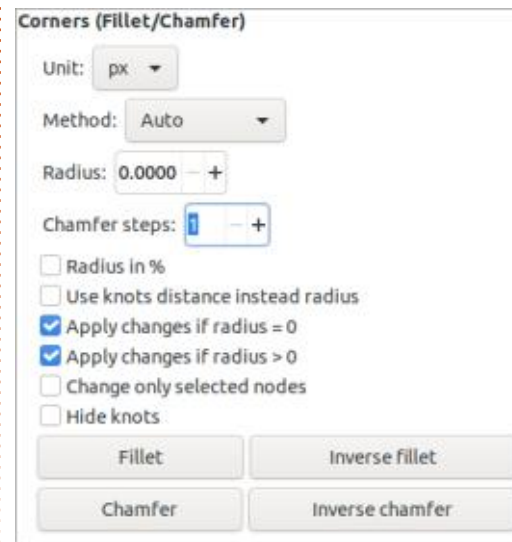 Corners (Fillet/Chamfer)
Unit: px
Method: Auto
Radius: 0.0000 − +
Chamfer steps: 1 − +
Radius in %
Use knots distance instead radius
Apply changes if radius = 0
Apply changes if radius > 0
Change only selected nodes
Hide knots
Fillet Inverse fillet
Chamfer Inverse chamfer